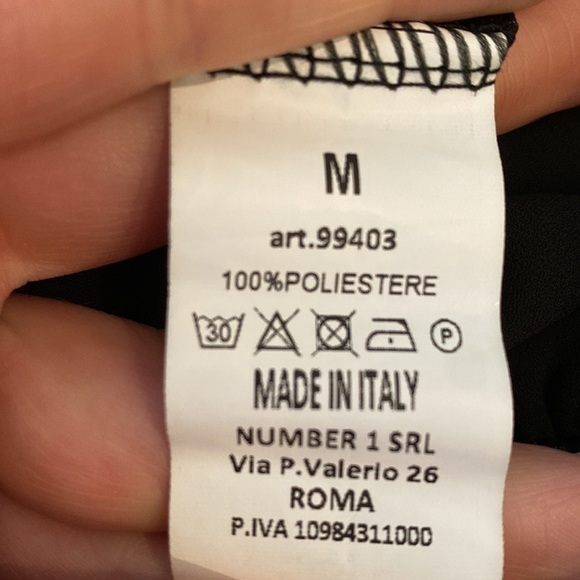 M
art.99403
100%POLIESTERE
30 P
MADE IN ITALY
NUMBER 1 SRL
Via P.Valerio 26
ROMA
P.IVA 10984311000